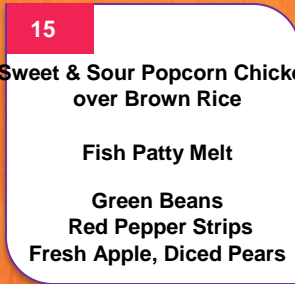 15
Sweet & Sour Popcorn Chicke
over Brown Rice
Fish Patty Melt
Green Beans
Red Pepper Strips
Fresh Apple, Diced Pears